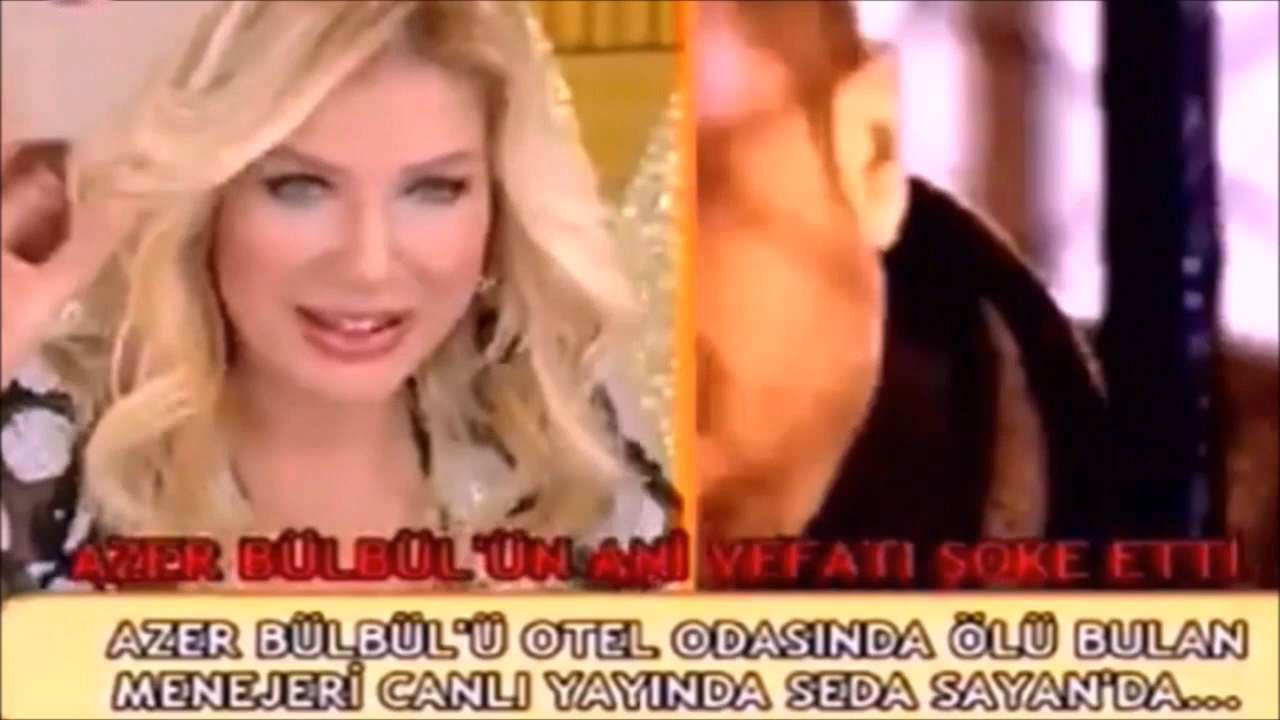 AZER BÜLBÜL'ÜN ANİ VEFATI ŞOKE ETTİ
AZER BÜLBÜL'Ü OTEL ODASINDA ÖLÜ BULAN
MENEJERİ CANLI YAYINDA SEDA SAYAN'DA...